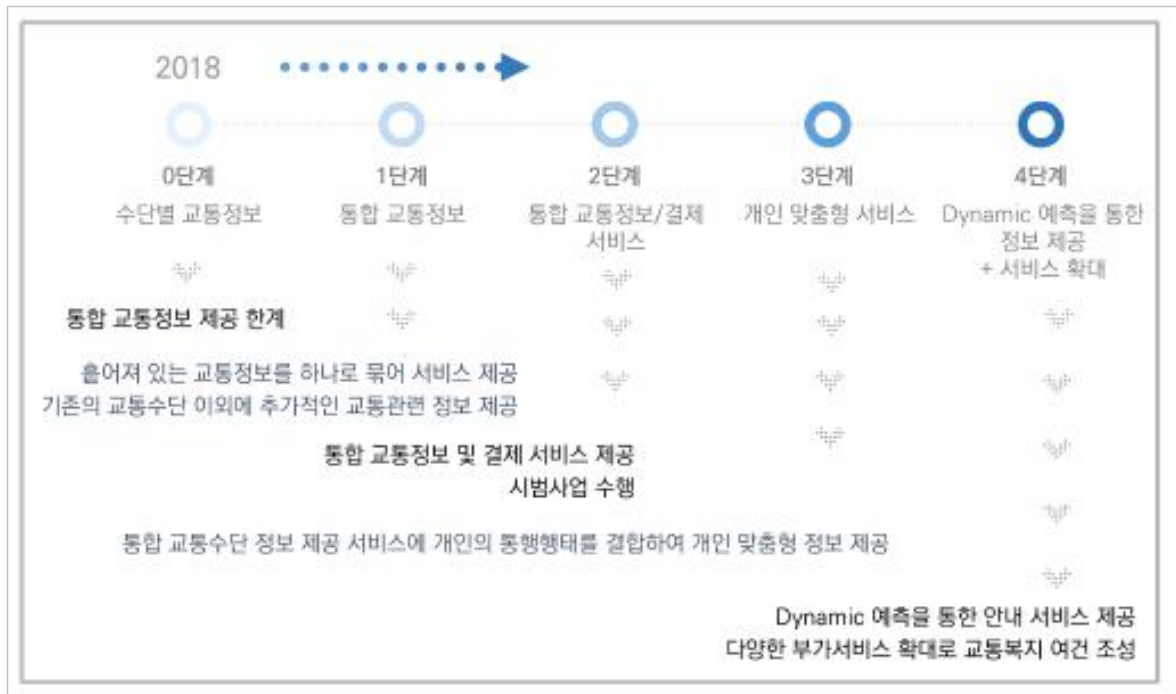 2018
0단계
1단계
2단계
3단계
4단계
수단별 교통정보
통합 교통정보
통합 교통정보/결제
서비스
개인 맞춤형 서비스
Dynamic 예측을 통한
정보 제공
+ 서비스 확대
통합 교통정보 제공 한계
흩어져 있는 교통정보를 하나로 묶어 서비스 제공
기존의 교통수단 이외에 추가적인 교통관련 정보 제공
통합 교통정보 및 결제 서비스 제공
시범사업 수행
통합 교통수단 정보 제공 서비스에 개인의 통행행태를 결합하여 개인 맞춤형 정보 제공
Dynamic 예측을 통한 안내 서비스 제공
다양한 부가서비스 확대로 교통복지 여건 조성